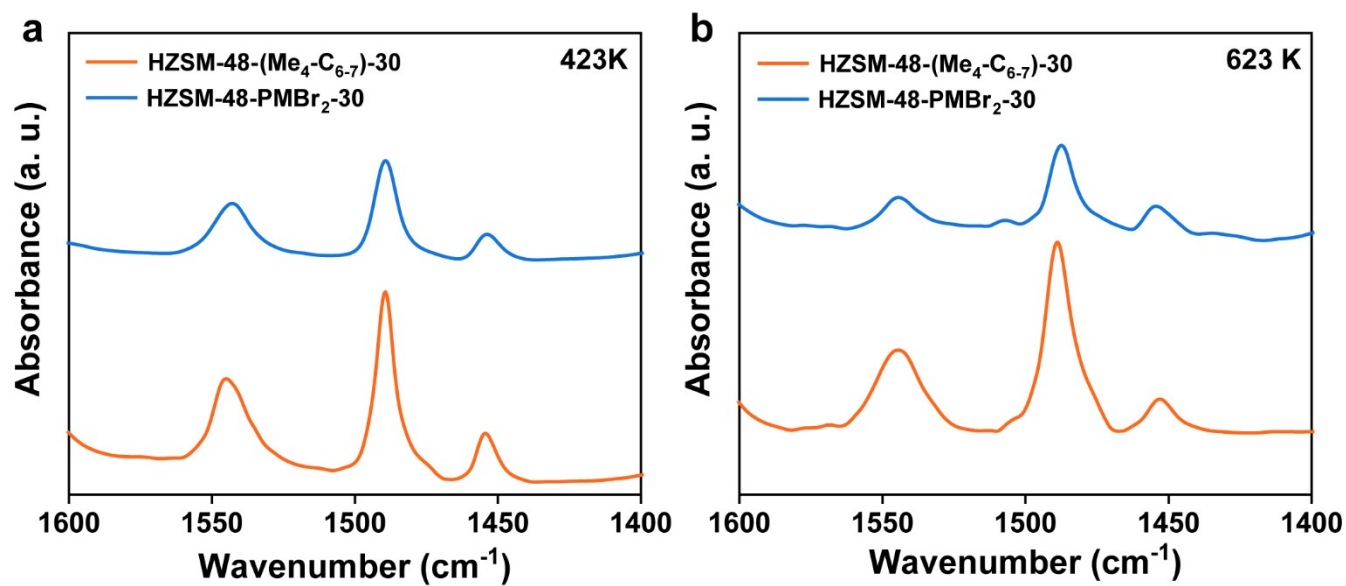 a
HZSM-48-(Me₄-C₆₋₇)-30
HZSM-48-PMBr₂-30
423K
Absorbance (a. u.)
1600 1550 1500 1450 1400
Wavenumber (cm⁻¹)
b
HZSM-48-(Me₄-C₆₋₇)-30
HZSM-48-PMBr₂-30
623 K
Absorbance (a. u.)
1600 1550 1500 1450 1400
Wavenumber (cm⁻¹)